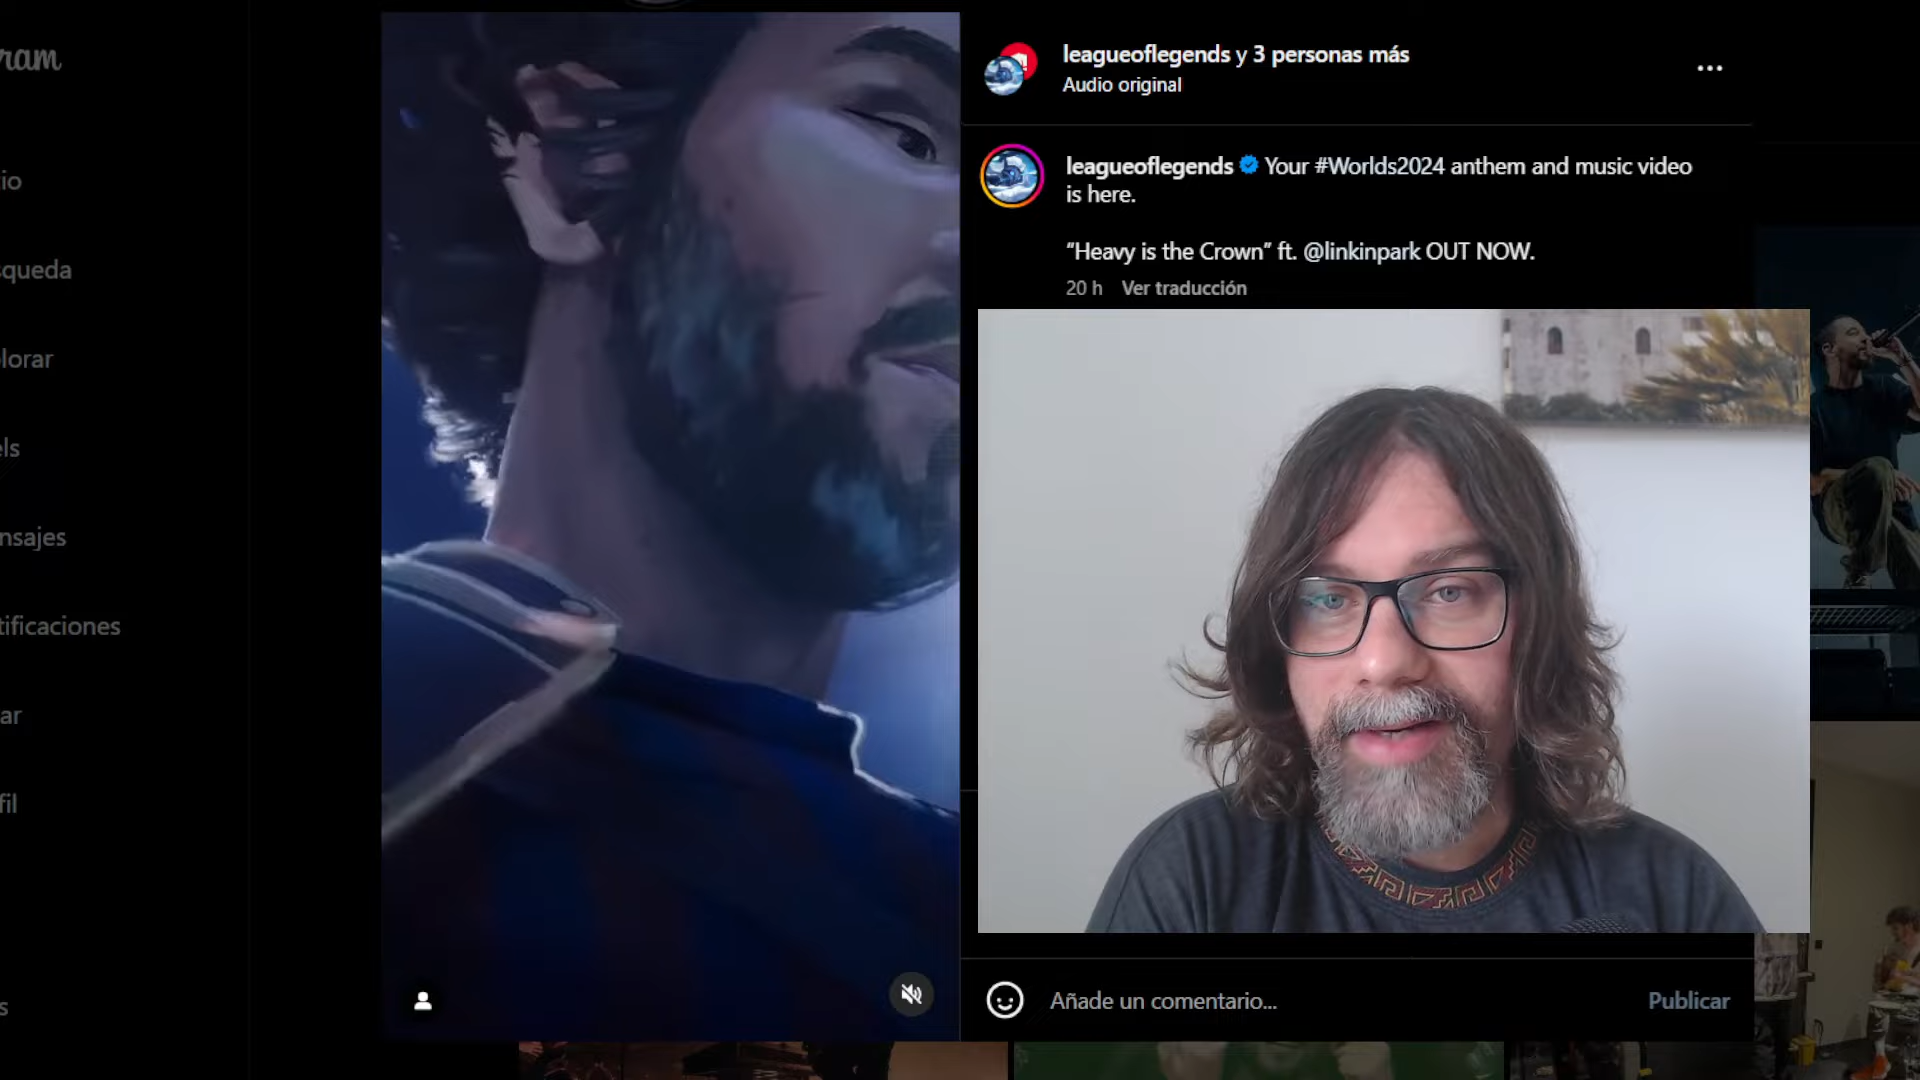 ram
io
squeda
lorar
els
nsajes
tificaciones
ar
fil
s
leagueoflegends y 3 personas más
Audio original
leagueoflegends Your #Worlds2024 anthem and music video
is here.
“Heavy is the Crown” ft. @linkinpark OUT NOW.
20 h Ver traducción
Añade un comentario...
Publicar